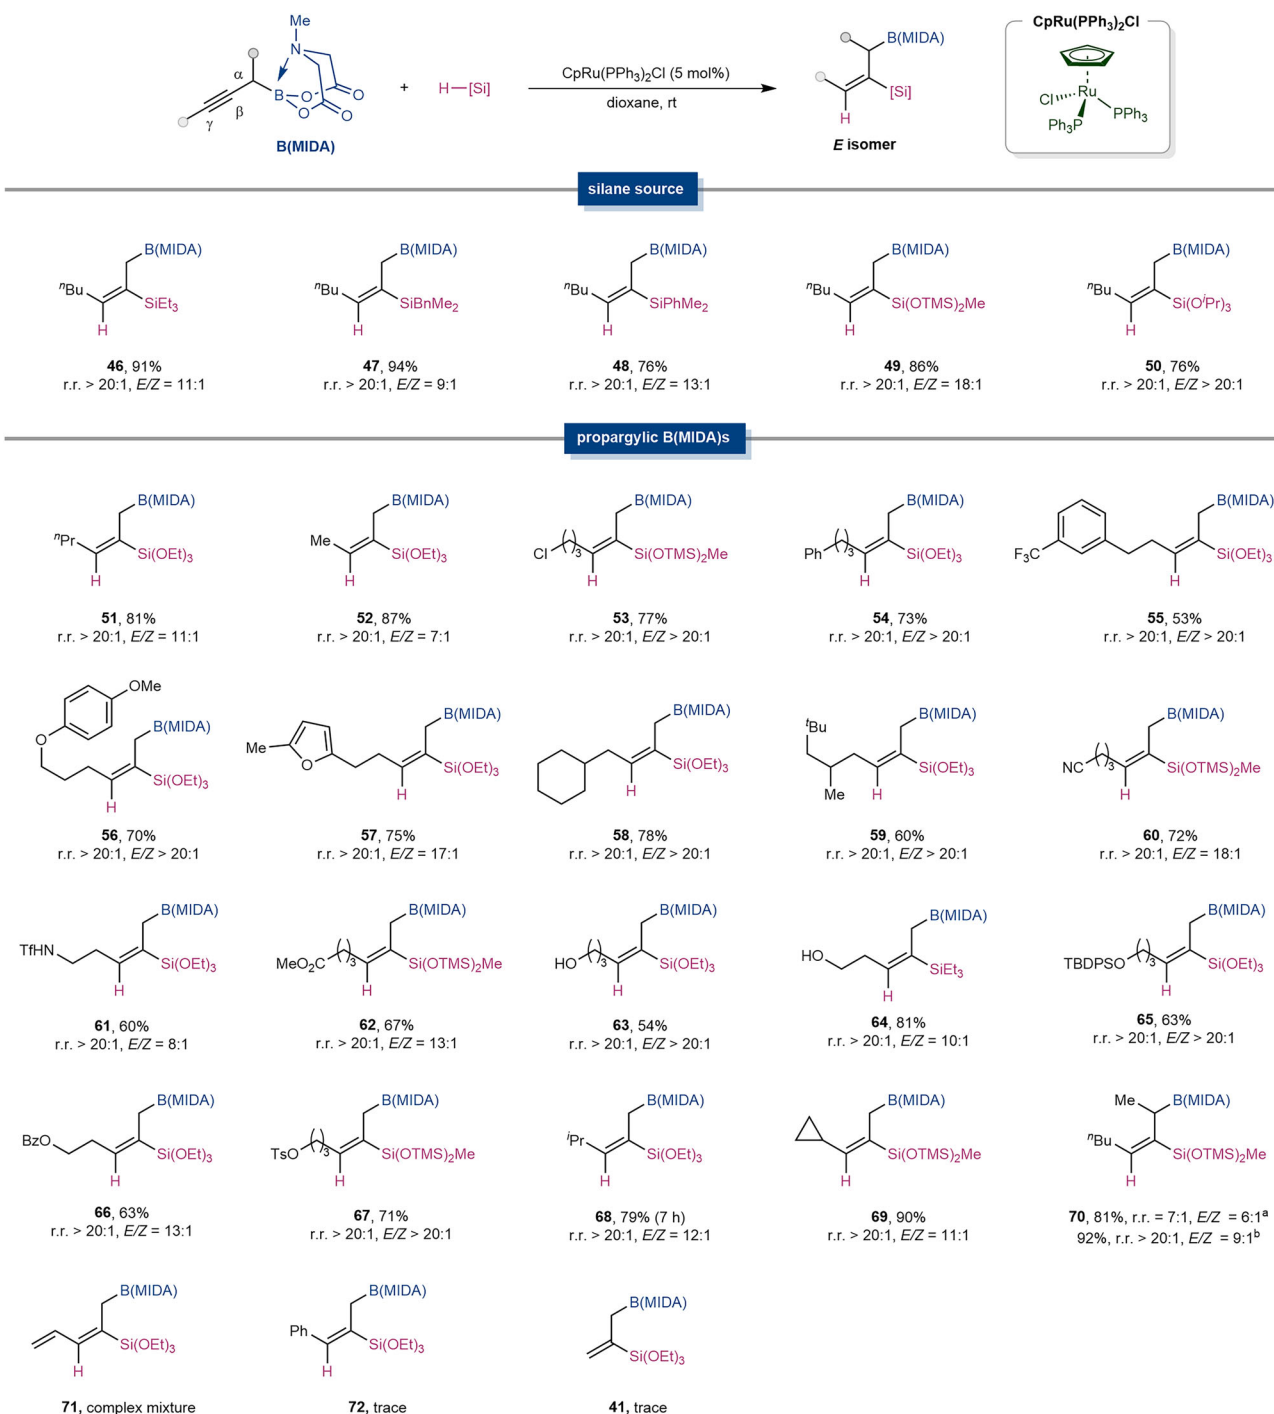 Me
N
α
β
γ
B
O
O
O
O
B(MIDA)
+
H—[Si]
CpRu(PPh3)2Cl (5 mol%)
dioxane, rt
B(MIDA)
[Si]
H
E isomer
CpRu(PPh3)2Cl
Cl
Ru
Ph3P
PPh3
silane source
B(MIDA)
nBu
SiEt3
H
46, 91%
r.r. > 20:1, E/Z = 11:1
B(MIDA)
nBu
SiBnMe2
H
47, 94%
r.r. > 20:1, E/Z = 9:1
B(MIDA)
nBu
SiPhMe2
H
48, 76%
r.r. > 20:1, E/Z = 13:1
B(MIDA)
nBu
Si(OTMS)2Me
H
49, 86%
r.r. > 20:1, E/Z = 18:1
B(MIDA)
nBu
Si(OiPr)3
H
50, 76%
r.r. > 20:1, E/Z > 20:1
propargylic B(MIDA)s
B(MIDA)
nPr
Si(OEt)3
H
51, 81%
r.r. > 20:1, E/Z = 11:1
B(MIDA)
Me
Si(OEt)3
H
52, 87%
r.r. > 20:1, E/Z = 7:1
B(MIDA)
Cl
( )3
Si(OTMS)2Me
H
53, 77%
r.r. > 20:1, E/Z > 20:1
B(MIDA)
Ph
( )3
Si(OEt)3
H
54, 73%
r.r. > 20:1, E/Z > 20:1
B(MIDA)
F3C
Si(OEt)3
H
55, 53%
r.r. > 20:1, E/Z > 20:1
OMe
B(MIDA)
O
Si(OEt)3
H
56, 70%
r.r. > 20:1, E/Z > 20:1
B(MIDA)
Me
O
Si(OEt)3
H
57, 75%
r.r. > 20:1, E/Z = 17:1
B(MIDA)
Si(OEt)3
H
58, 78%
r.r. > 20:1, E/Z > 20:1
tBu
B(MIDA)
Si(OEt)3
Me
H
59, 60%
r.r. > 20:1, E/Z > 20:1
B(MIDA)
NC
( )3
Si(OTMS)2Me
H
60, 72%
r.r. > 20:1, E/Z = 18:1
B(MIDA)
TfHN
Si(OEt)3
H
61, 60%
r.r. > 20:1, E/Z = 8:1
B(MIDA)
MeO2C
( )3
Si(OTMS)2Me
H
62, 67%
r.r. > 20:1, E/Z = 13:1
B(MIDA)
HO
( )3
Si(OEt)3
H
63, 54%
r.r. > 20:1, E/Z > 20:1
B(MIDA)
HO
SiEt3
H
64, 81%
r.r. > 20:1, E/Z = 10:1
B(MIDA)
TBDPSO
( )3
Si(OEt)3
H
65, 63%
r.r. > 20:1, E/Z > 20:1
B(MIDA)
BzO
Si(OEt)3
H
66, 63%
r.r. > 20:1, E/Z = 13:1
B(MIDA)
TsO
( )3
Si(OTMS)2Me
H
67, 71%
r.r. > 20:1, E/Z > 20:1
B(MIDA)
iPr
Si(OEt)3
H
68, 79% (7 h)
r.r. > 20:1, E/Z = 12:1
B(MIDA)
Si(OTMS)2Me
H
69, 90%
r.r. > 20:1, E/Z = 11:1
Me
B(MIDA)
nBu
Si(OTMS)2Me
H
70, 81%, r.r. = 7:1, E/Z = 6:1a
92%, r.r. > 20:1, E/Z = 9:1b
B(MIDA)
Si(OEt)3
H
71, complex mixture
B(MIDA)
Ph
Si(OEt)3
H
72, trace
B(MIDA)
Si(OEt)3
41, trace